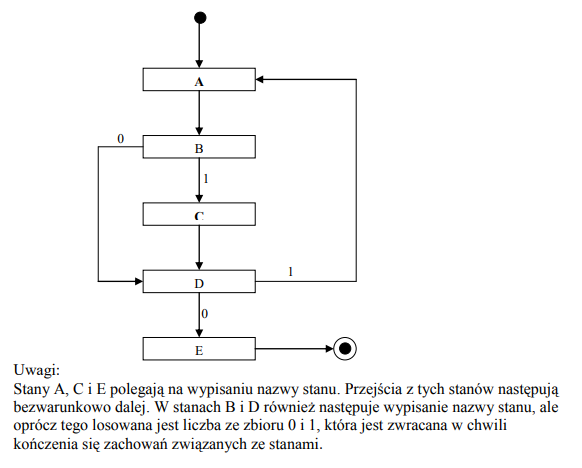 A
0
B
1
C
D
1
0
E
Uwagi:
Stany A, C i E polegają na wypisaniu nazwy stanu. Przejścia z tych stanów następują
bezwarunkowo dalej. W stanach B i D również następuje wypisanie nazwy stanu, ale
oprócz tego losowana jest liczba ze zbioru 0 i 1, która jest zwracana w chwili
kończenia się zachowań związanych ze stanami.